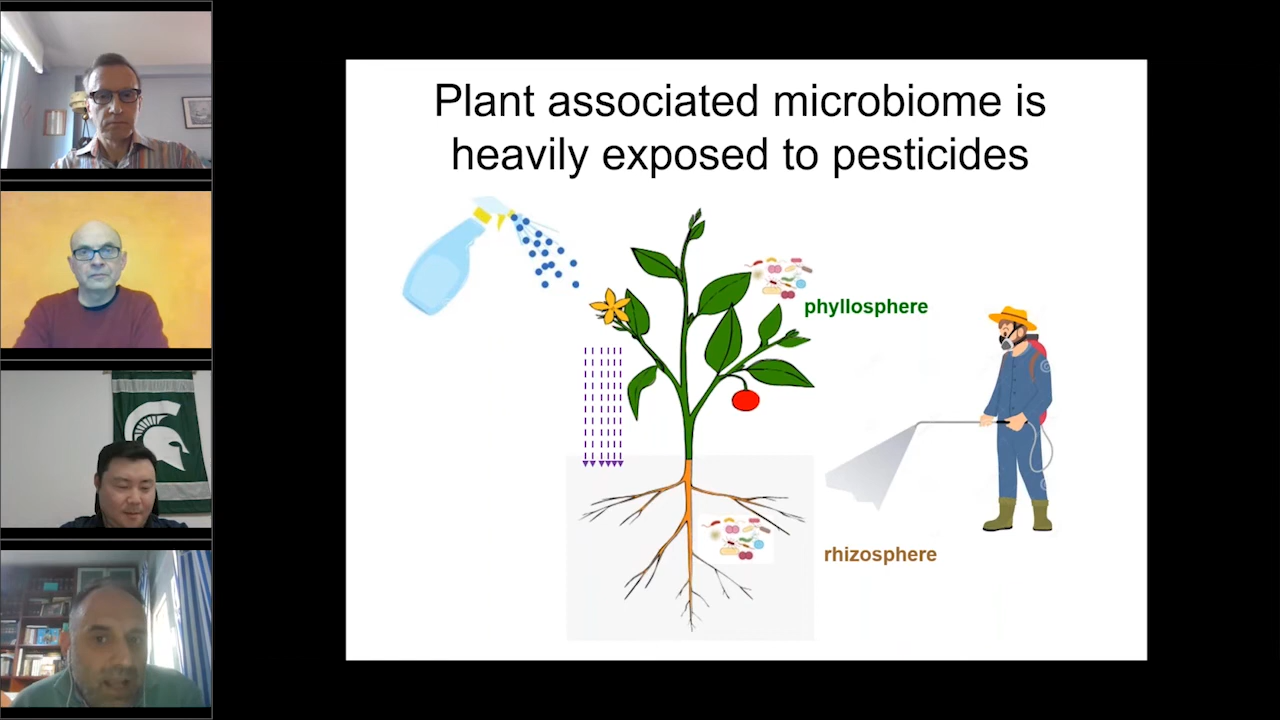 Plant associated microbiome is
heavily exposed to pesticides
phyllosphere
rhizosphere